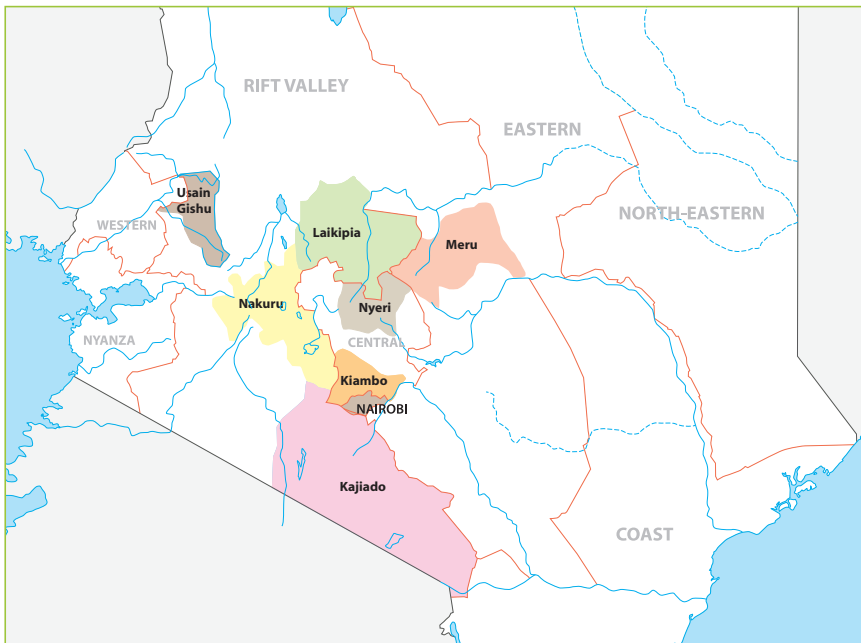 RIFT VALLEY
EASTERN
Usain
Gishu
NORTH-EASTERN
WESTERN
Laikipia
Meru
Nakuru
Nyeri
NYANZA
CENTRAL
Kiambo
NAIROBI
Kajiado
COAST